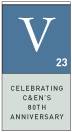 V
23
CELEBRATING
C&EN'S
80TH
ANNIVERSARY